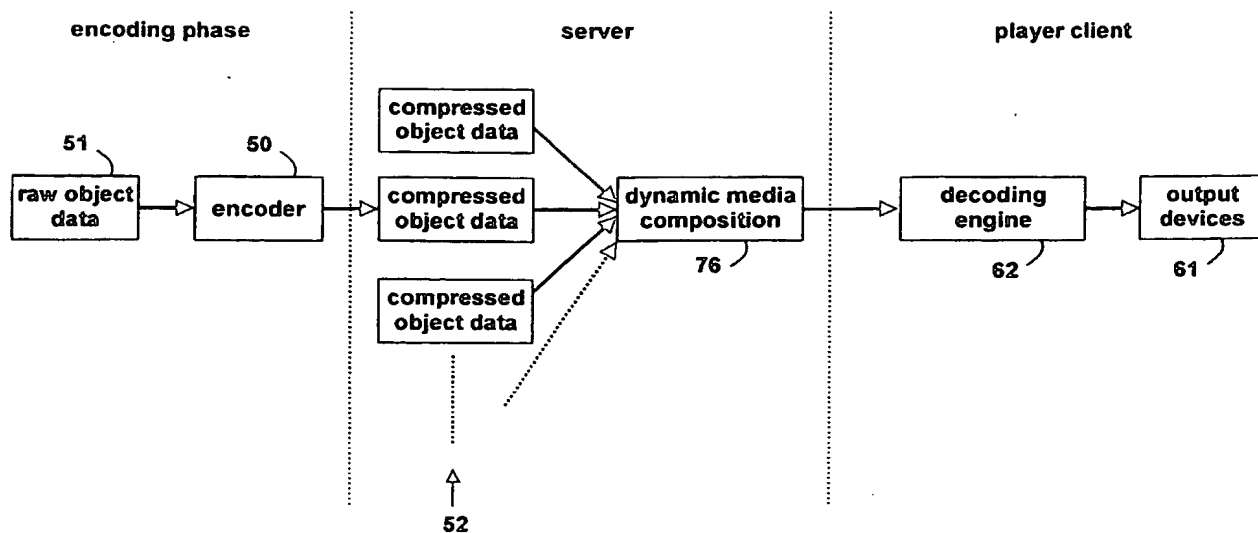 encoding phase
server
player client
51
raw object
data
50
encoder
compressed
object data
compressed
object data
compressed
object data
52
dynamic media
composition
76
decoding
engine
62
output
devices
61